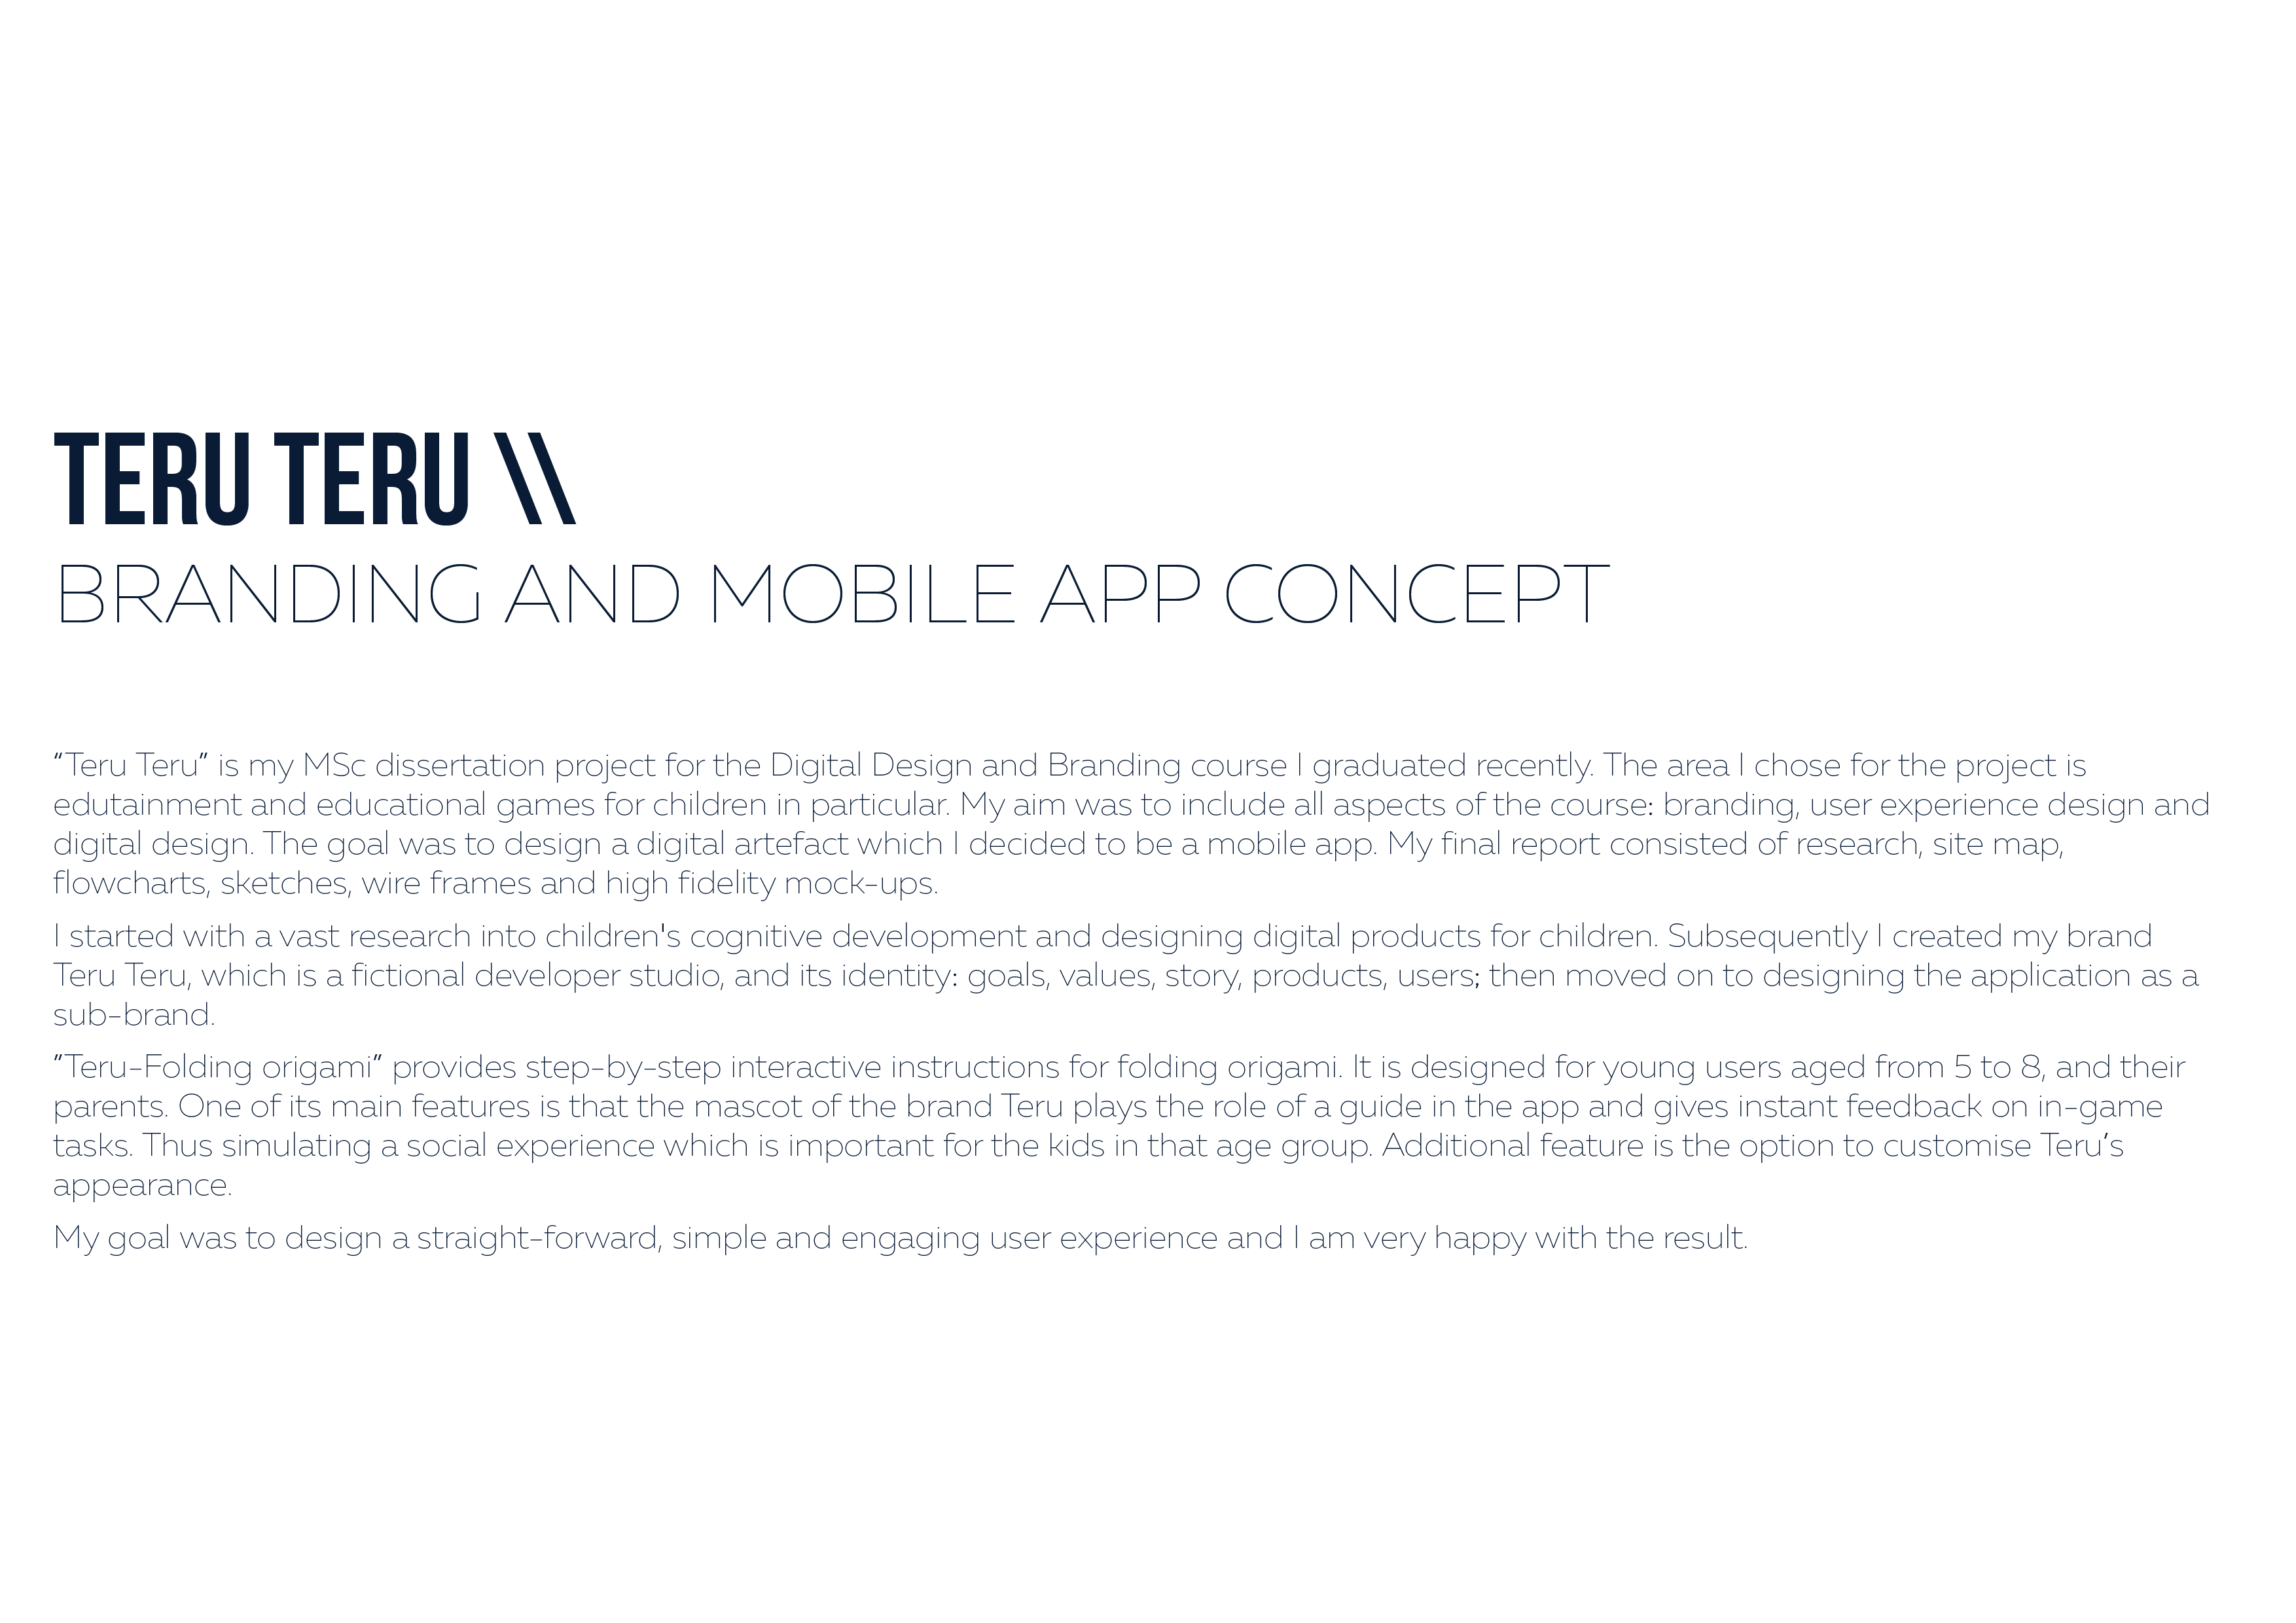 TERU TERU \\
BRANDING AND MOBILE APP CONCEPT
“Teru Teru” is my MSc dissertation project for the Digital Design and Branding course I graduated recently. The area I chose for the project is
edutainment and educational games for children in particular. My aim was to include all aspects of the course: branding, user experience design and
digital design. The goal was to design a digital artefact which I decided to be a mobile app. My final report consisted of research, site map,
flowcharts, sketches, wire frames and high fidelity mock-ups.
I started with a vast research into children's cognitive development and designing digital products for children. Subsequently I created my brand
Teru Teru, which is a fictional developer studio, and its identity: goals, values, story, products, users; then moved on to designing the application as a
sub-brand.
”Teru-Folding origami” provides step-by-step interactive instructions for folding origami. It is designed for young users aged from 5 to 8, and their
parents. One of its main features is that the mascot of the brand Teru plays the role of a guide in the app and gives instant feedback on in-game
tasks. Thus simulating a social experience which is important for the kids in that age group. Additional feature is the option to customise Teru’s
appearance.
My goal was to design a straight-forward, simple and engaging user experience and I am very happy with the result.